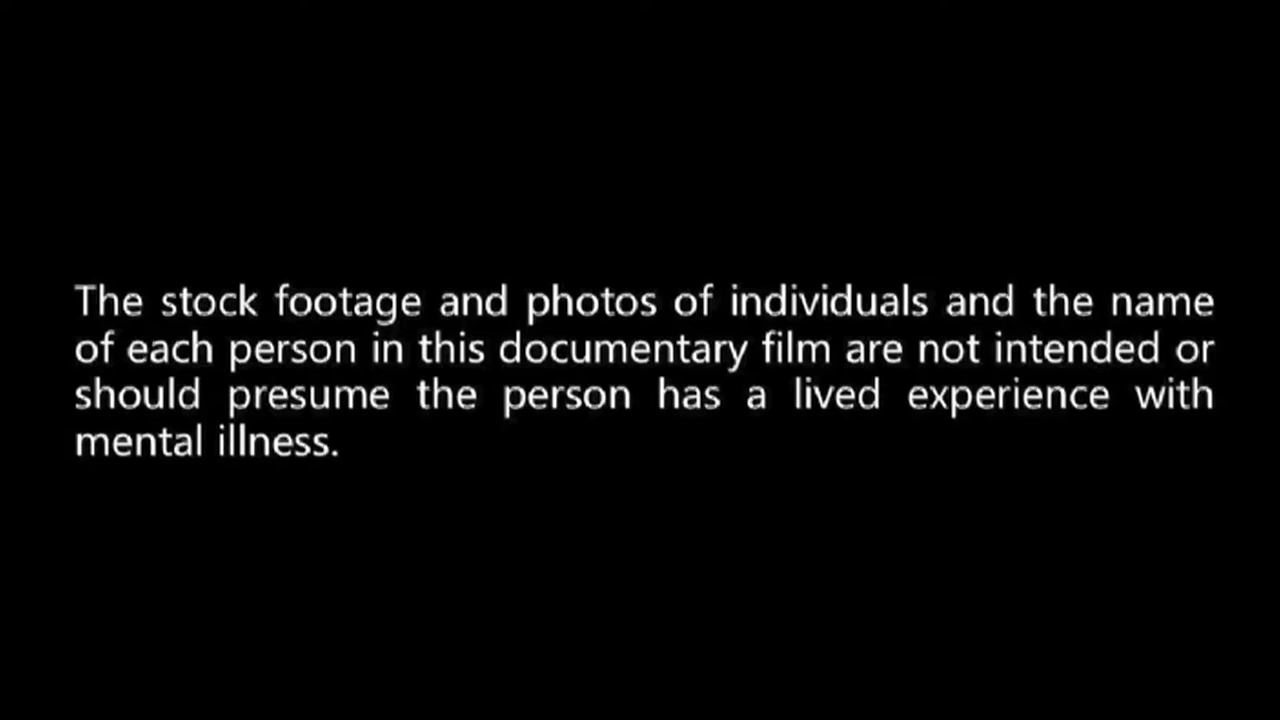 The stock footage and photos of individuals and the name
of each person in this documentary film are not intended or
should presume the person has a lived experience with
mental illness.